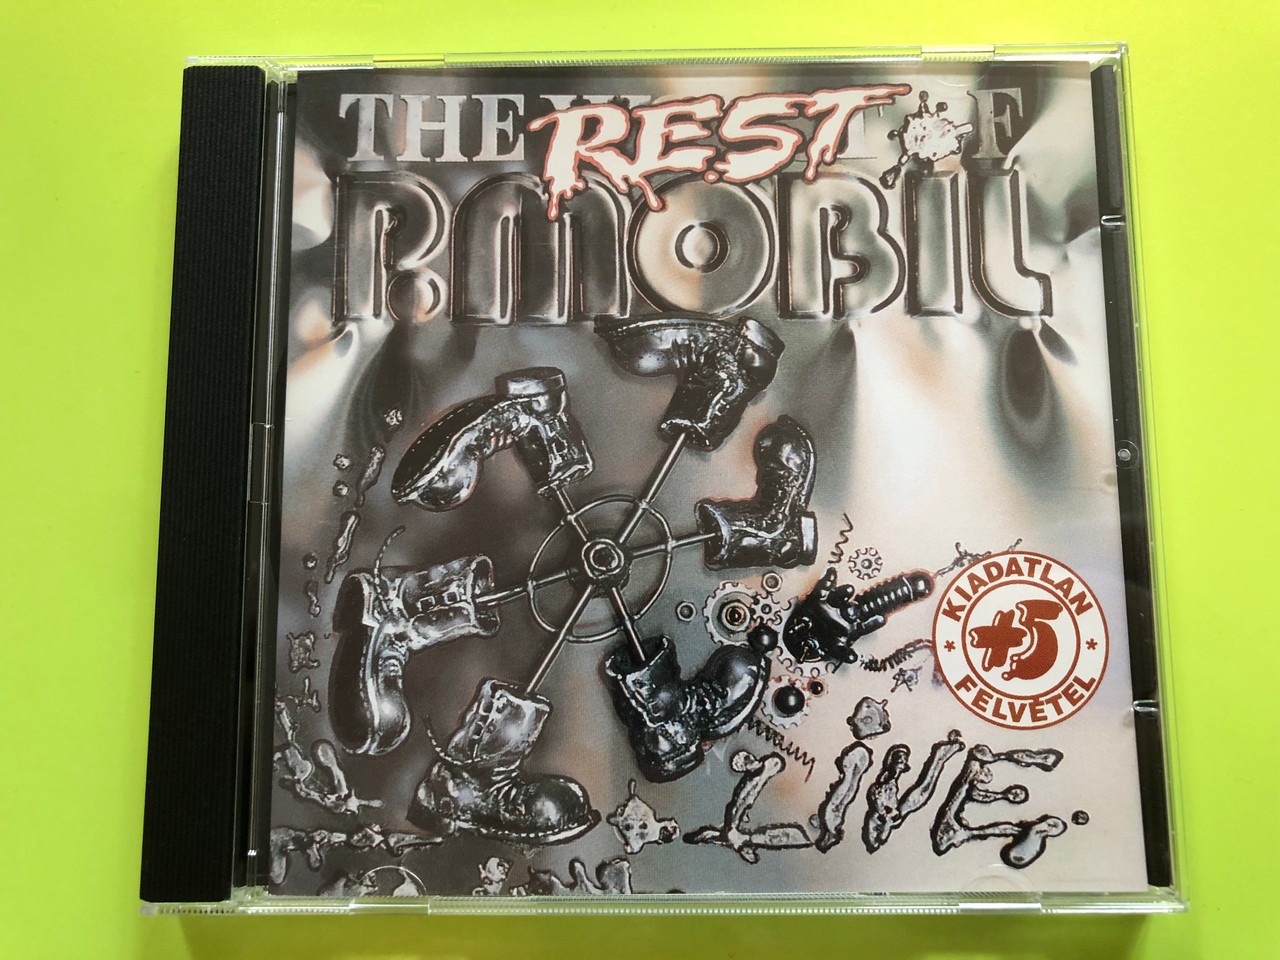 THE REST OF
P.MOBIL
KIADATLAN
+5
FELVÉTEL
LIVE